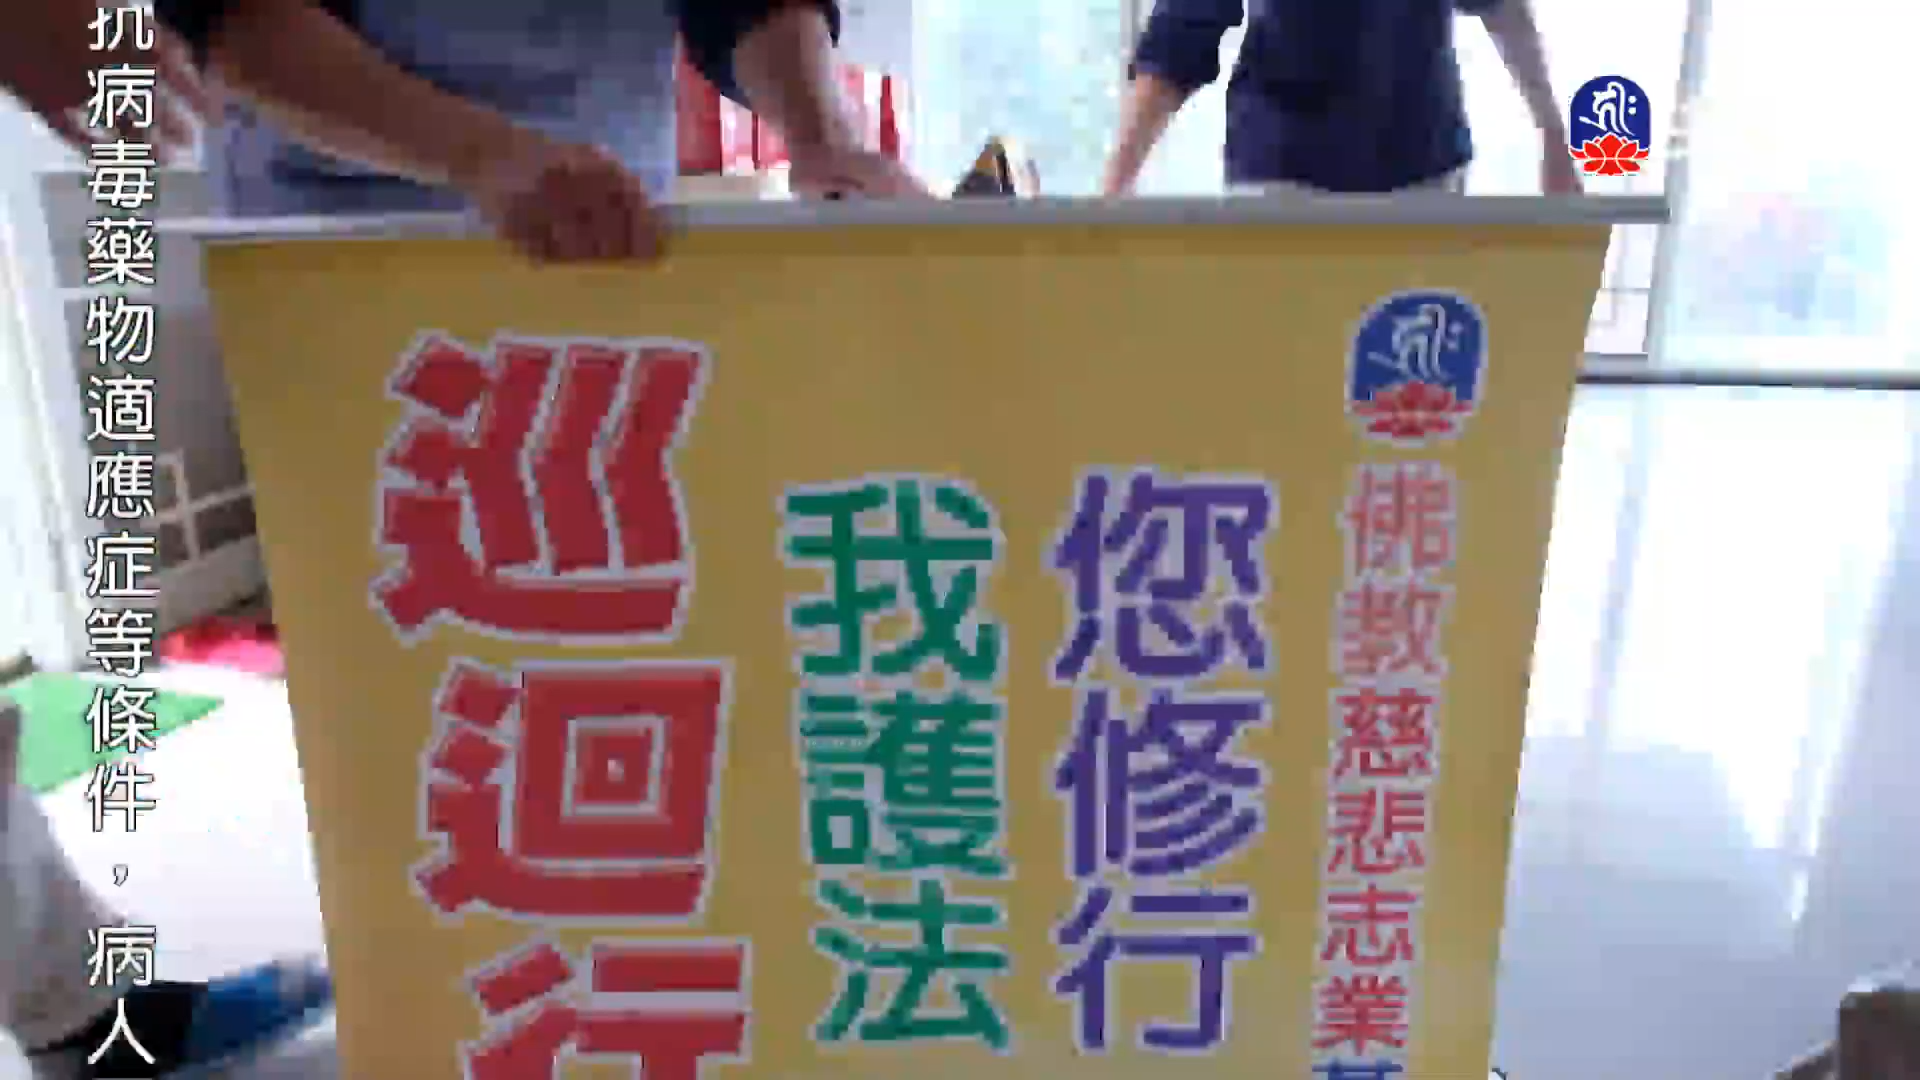 佛教慈悲志業
您修行
我護法
巡迴行
抗病毒藥物適應症等條件，病人